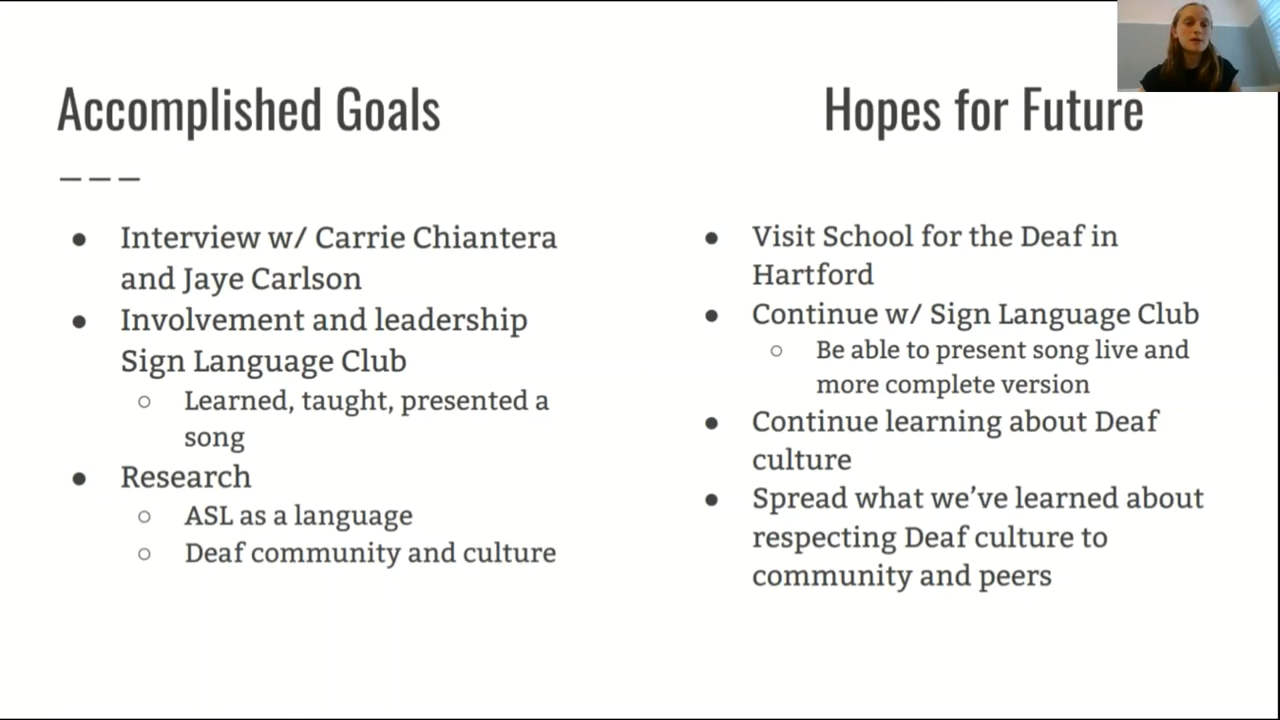 Accomplished Goals
● Interview w/ Carrie Chiantera
and Jaye Carlson
● Involvement and leadership
Sign Language Club
○ Learned, taught, presented a
song
● Research
○ ASL as a language
○ Deaf community and culture
Hopes for Future
● Visit School for the Deaf in
Hartford
● Continue w/ Sign Language Club
○ Be able to present song live and
more complete version
● Continue learning about Deaf
culture
● Spread what we’ve learned about
respecting Deaf culture to
community and peers